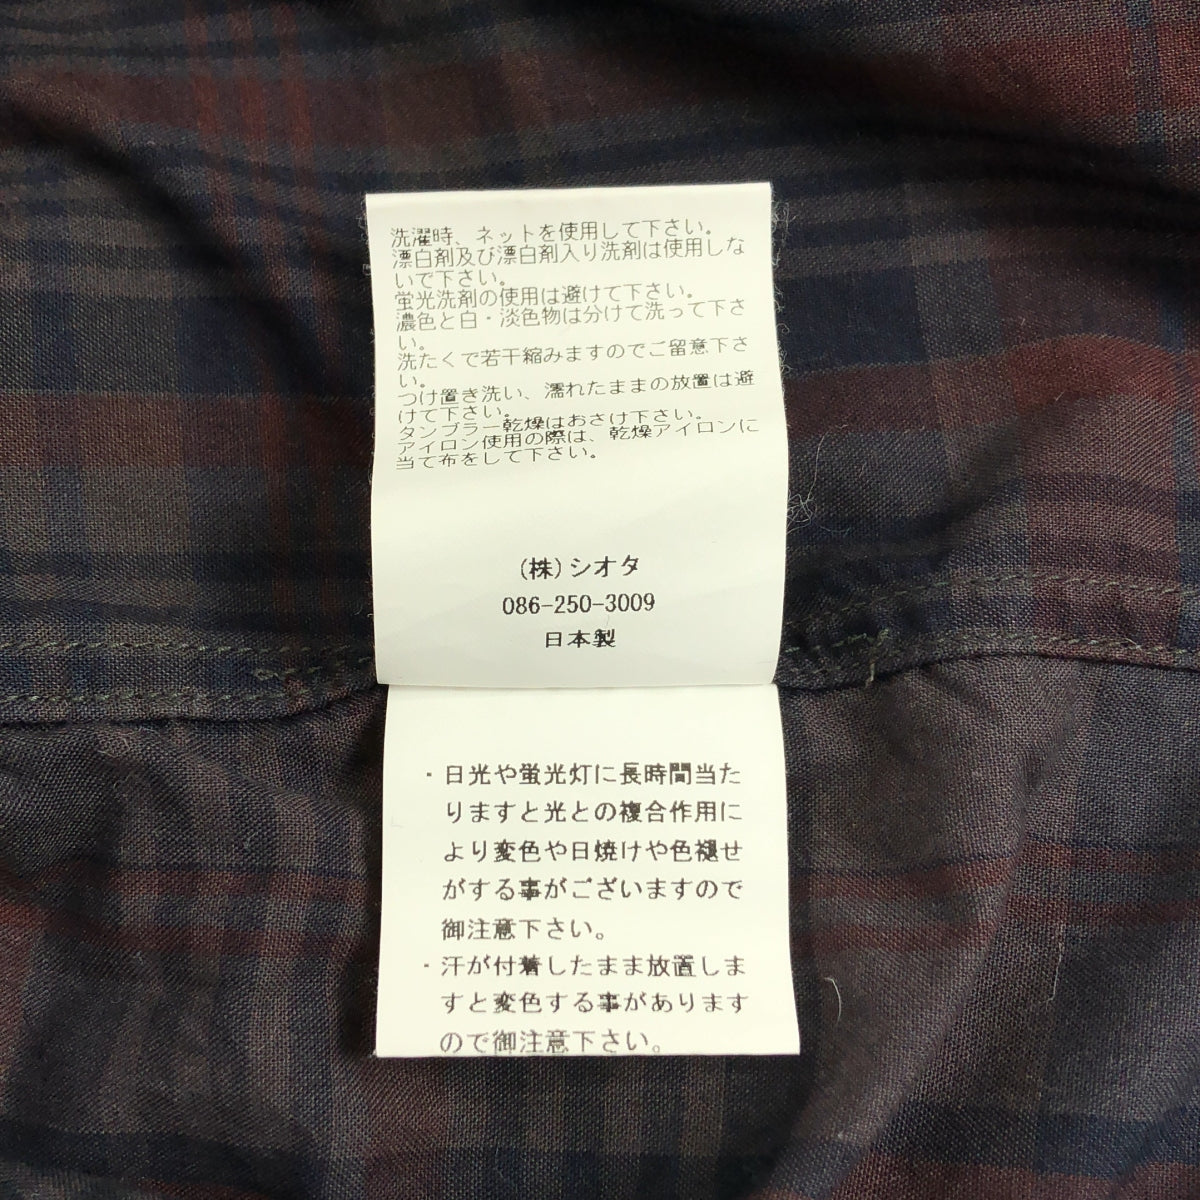 洗濯時、ネットを使用して下さい。
漂白剤及び漂白剤入り洗剤は使用しな
いで下さい。
蛍光洗剤の使用は避けて下さい。
濃色と白・淡色物は分けて洗って下さ
い。
洗たくで若干縮みますのでご留意下さ
い。
つけ置き洗い、濡れたままの放置は避
けて下さい。
タンブラー乾燥はおさけ下さい。
アイロン使用の際は、乾燥アイロンに
当て布をして下さい。
(株)シオタ
086-250-3009
日本製
・日光や蛍光灯に長時間当た
りますと光との複合作用に
より変色や日焼けや色褪せ
がする事がございますので
御注意下さい。
・汗が付着したまま放置しま
すと変色する事があります
ので御注意下さい。